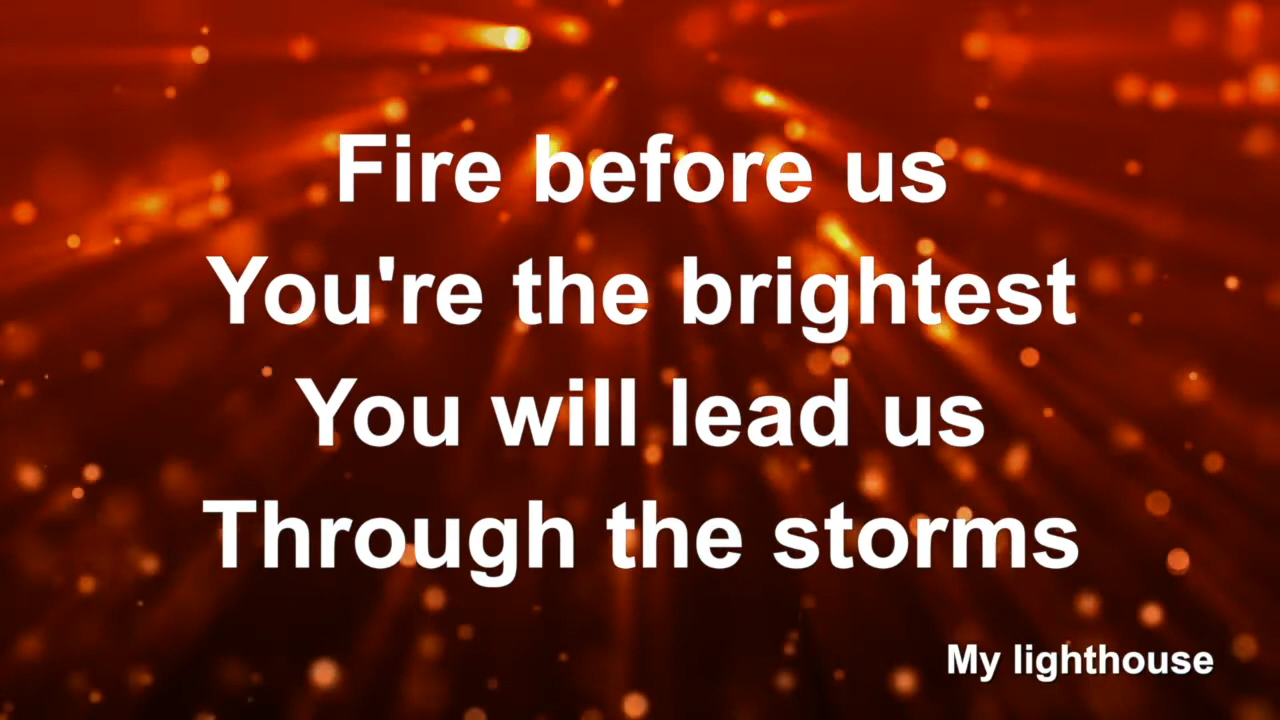 Fire before us
You're the brightest
You will lead us
Through the storms
My lighthouse